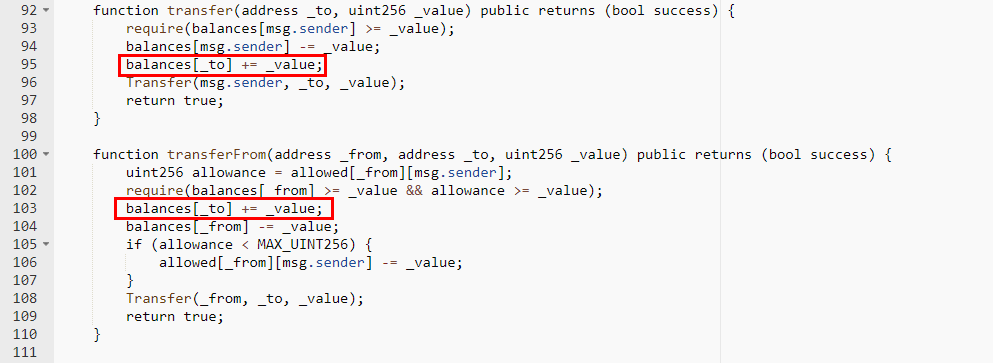 92 function transfer(address _to, uint256 _value) public returns (bool success) {
93 require(balances[msg.sender] >= _value);
94 balances[msg.sender] -= _value;
95 balances[_to] += _value;
96 Transfer(msg.sender, _to, _value);
97 return true;
98 }
99
100 function transferFrom(address _from, address _to, uint256 _value) public returns (bool success) {
101 uint256 allowance = allowed[_from][msg.sender];
102 require(balances[_from] >= _value && allowance >= _value);
103 balances[_to] += _value;
104 balances[_from] -= _value;
105 if (allowance < MAX_UINT256) {
106 allowed[_from][msg.sender] -= _value;
107 }
108 Transfer(_from, _to, _value);
109 return true;
110 }
111